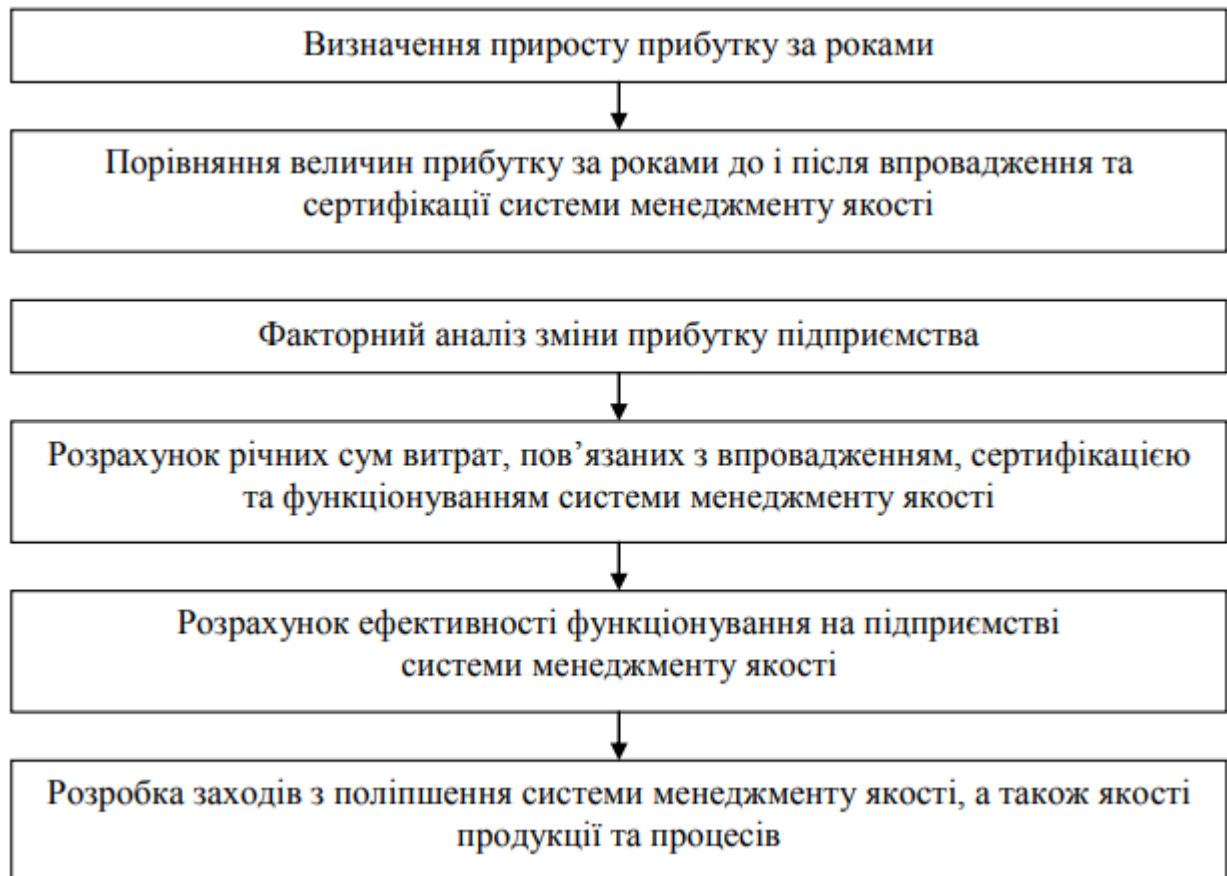 Визначення приросту прибутку за роками
Порівняння величин прибутку за роками до і після впровадження та
сертифікації системи менеджменту якості
Факторний аналіз зміни прибутку підприємства
Розрахунок річних сум витрат, пов’язаних з впровадженням, сертифікацією
та функціонуванням системи менеджменту якості
Розрахунок ефективності функціонування на підприємстві
системи менеджменту якості
Розробка заходів з поліпшення системи менеджменту якості, а також якості
продукції та процесів